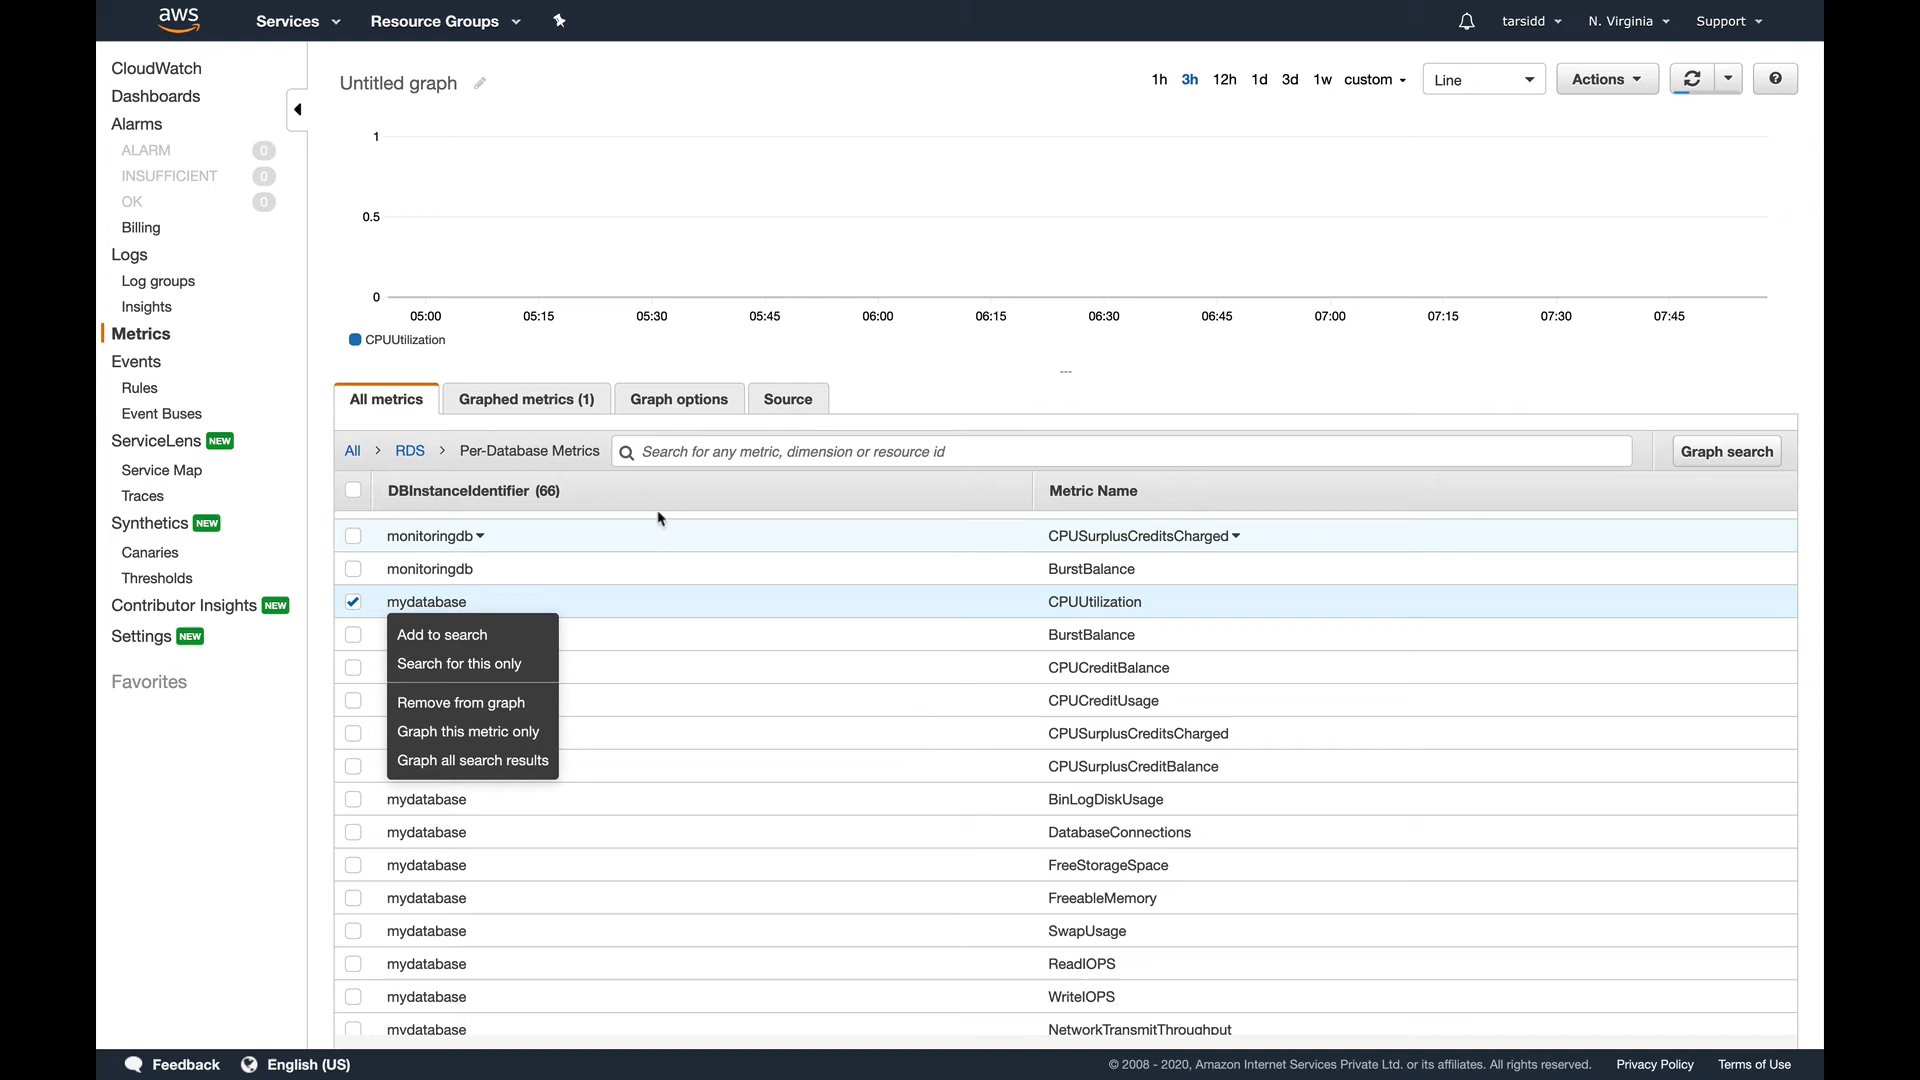 aws Services Resource Groups tarsidd N. Virginia Support
CloudWatch
Dashboards
Alarms
ALARM 0
INSUFFICIENT 0
OK 0
Billing
Logs
Log groups
Insights
Metrics
Events
Rules
Event Buses
ServiceLens NEW
Service Map
Traces
Synthetics NEW
Canaries
Thresholds
Contributor Insights NEW
Settings NEW
Favorites
Untitled graph
1h 3h 12h 1d 3d 1w custom Line Actions ?
1
0.5
0
05:00 05:15 05:30 05:45 06:00 06:15 06:30 06:45 07:00 07:15 07:30 07:45
CPUUtilization
All metrics Graphed metrics (1) Graph options Source
All > RDS > Per-Database Metrics Search for any metric, dimension or resource id Graph search
DBInstanceIdentifier (66) Metric Name
monitoringdb CPUSurplusCreditsCharged
monitoringdb BurstBalance
mydatabase CPUUtilization
Add to search BurstBalance
Search for this only CPUCreditBalance
Remove from graph CPUCreditUsage
Graph this metric only CPUSurplusCreditsCharged
Graph all search results CPUSurplusCreditBalance
mydatabase BinLogDiskUsage
mydatabase DatabaseConnections
mydatabase FreeStorageSpace
mydatabase FreeableMemory
mydatabase SwapUsage
mydatabase ReadIOPS
mydatabase WriteIOPS
mydatabase NetworkTransmitThroughput
Feedback English (US) © 2008 - 2020, Amazon Internet Services Private Ltd. or its affiliates. All rights reserved. Privacy Policy Terms of Use